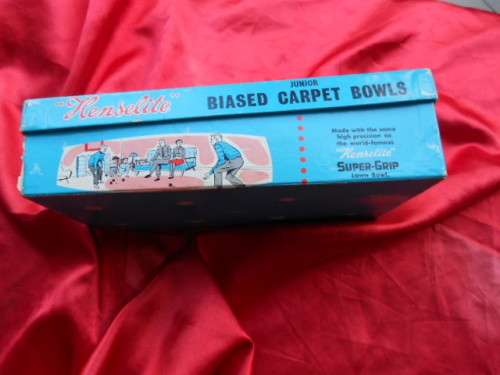 "Henselite"
JUNIOR
BIASED CARPET BOWLS
Made with the same
high precision as
the world-famous
Henselite
SUPER-GRIP
Lawn Bowl.